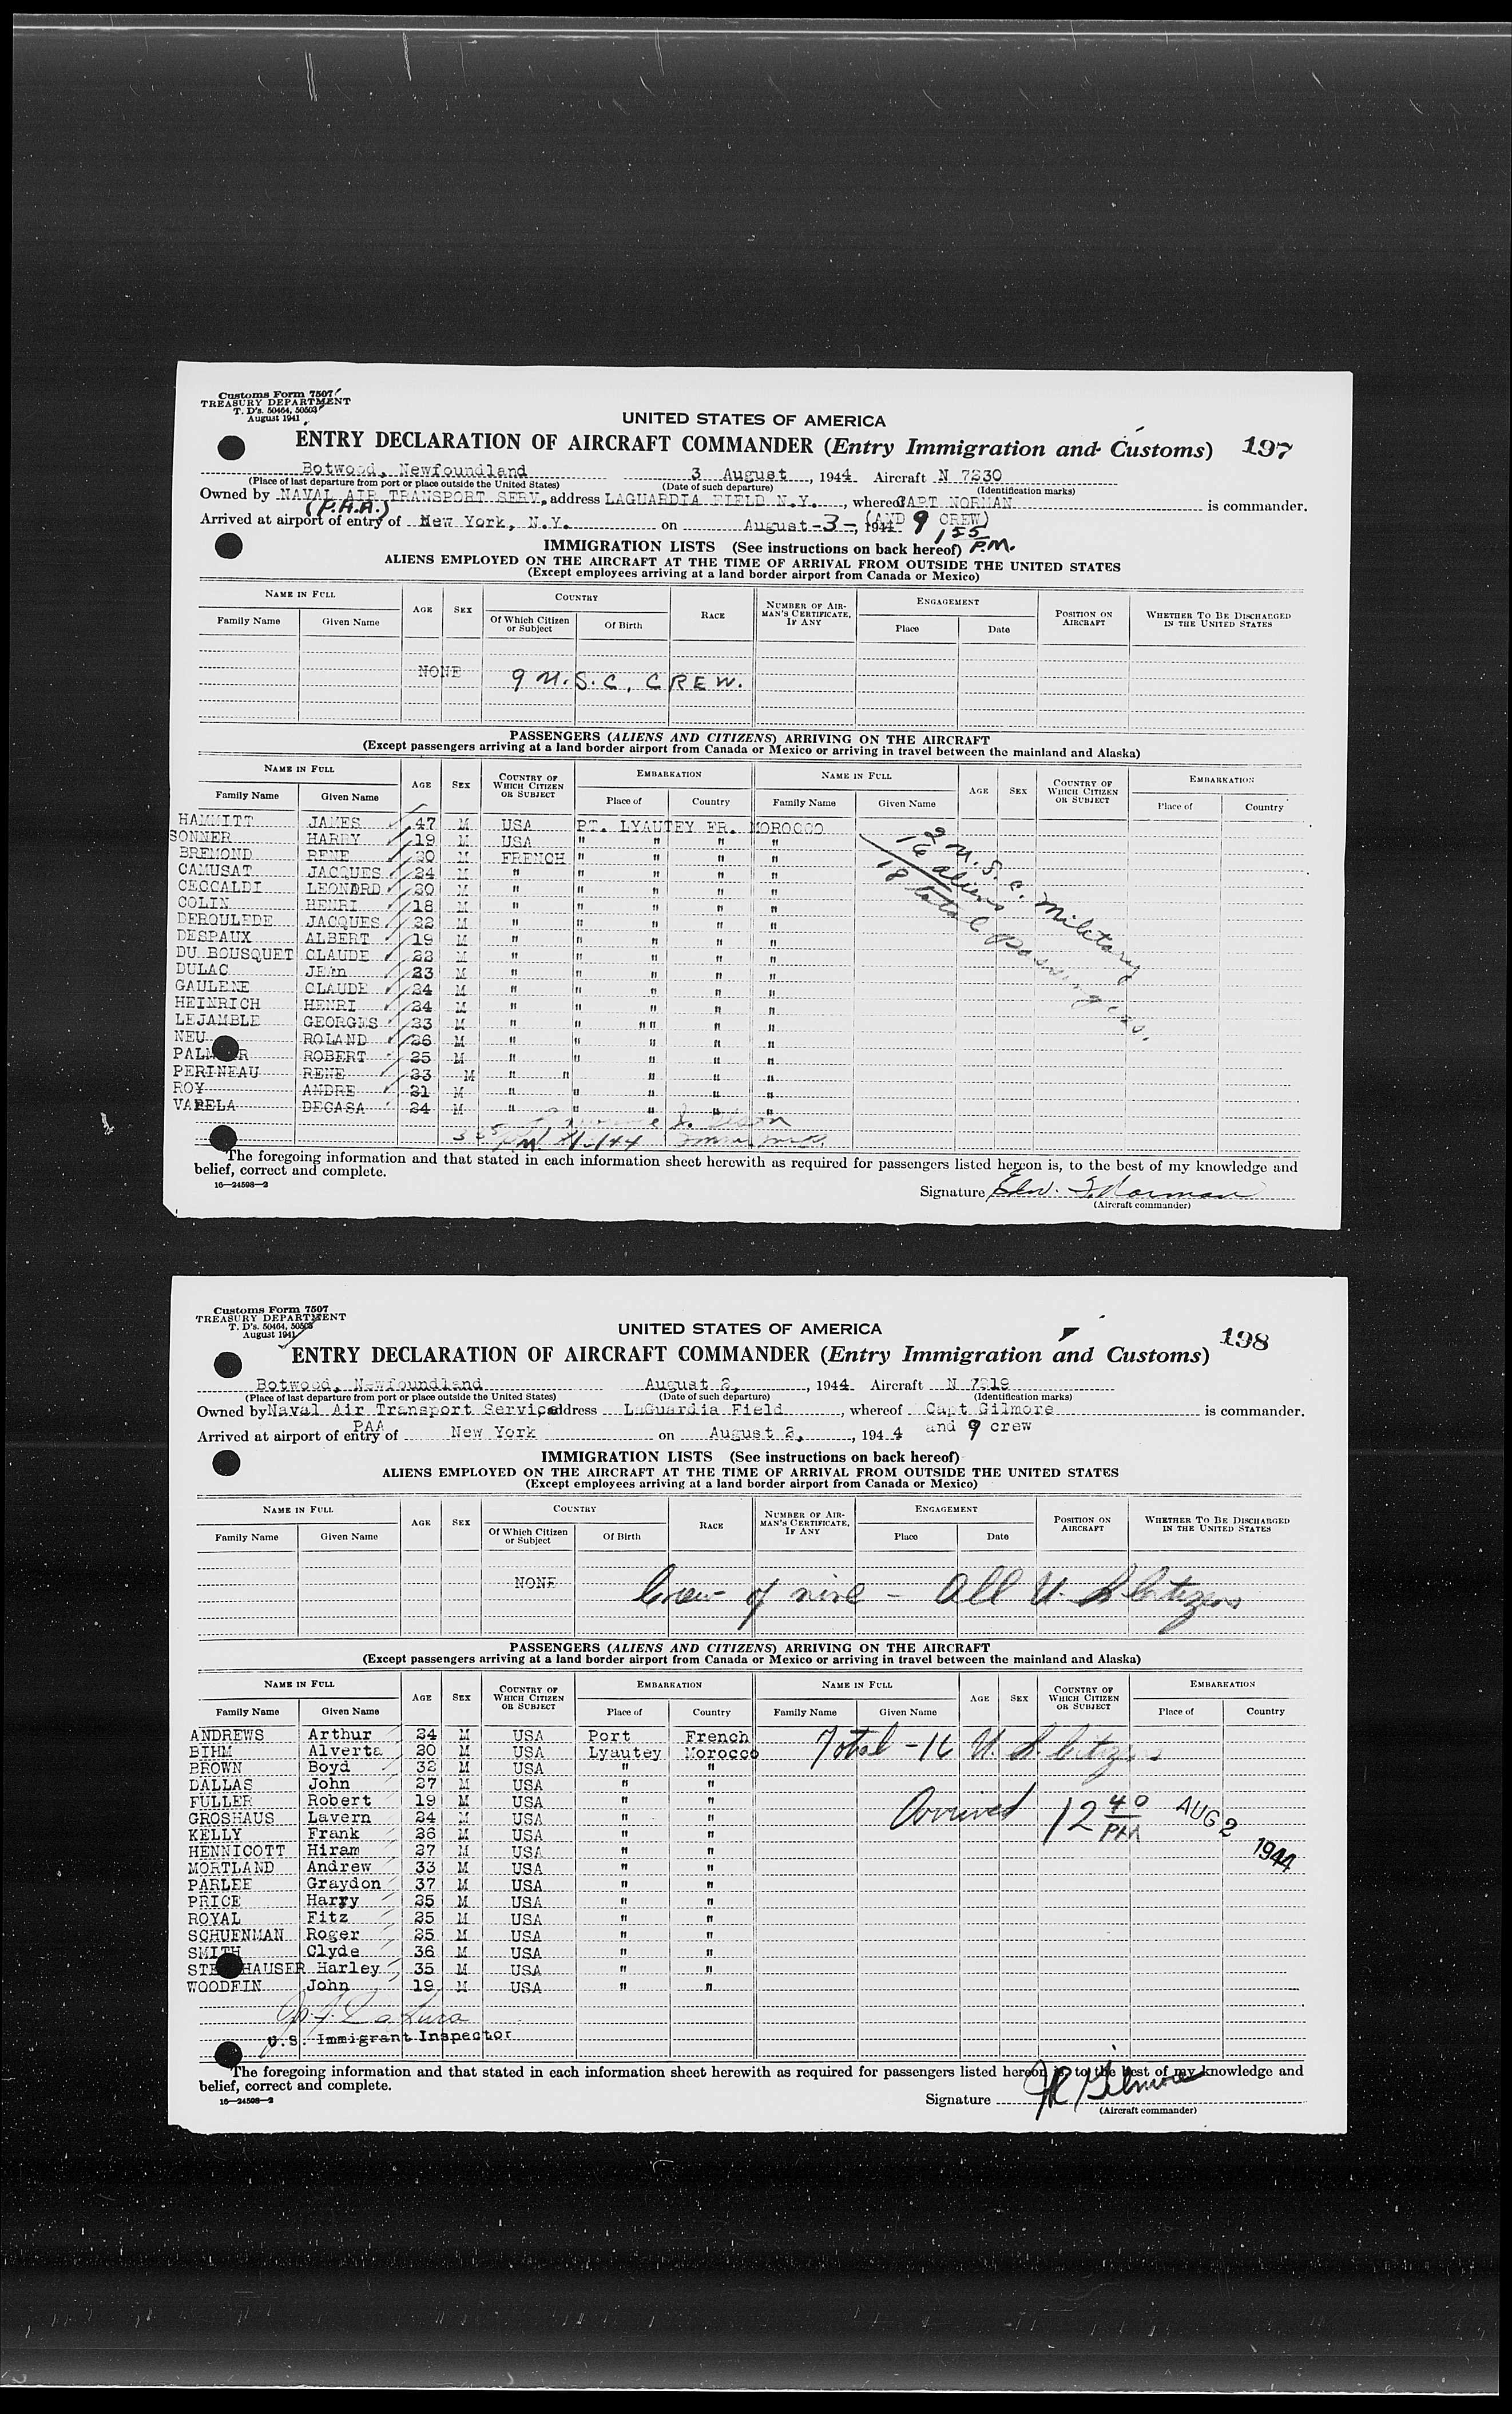 Customs Form 7507
TREASURY DEPARTMENT
T. D's. 50464, 50503
August 1941
UNITED STATES OF AMERICA
ENTRY DECLARATION OF AIRCRAFT COMMANDER (Entry Immigration and Customs) 197
Botwood, Newfoundland 3 August, 1944 Aircraft N 7230
(Place of last departure from port or place outside the United States) (Date of such departure) (Identification marks)
Owned by NAVAL AIR TRANSPORT SERV., address LAGUARDIA FIELD N.Y., whereof CAPT NORMAN is commander.
(P.A.A.) (AND 9 CREW)
Arrived at airport of entry of New York, N.Y. on August -3-, 1944
1 55 P.M.
IMMIGRATION LISTS (See instructions on back hereof)
ALIENS EMPLOYED ON THE AIRCRAFT AT THE TIME OF ARRIVAL FROM OUTSIDE THE UNITED STATES
(Except employees arriving at a land border airport from Canada or Mexico)
NAME IN FULL AGE SEX COUNTRY RACE NUMBER OF AIRMAN'S CERTIFICATE, IF ANY ENGAGEMENT POSITION ON AIRCRAFT WHETHER TO BE DISCHARGED IN THE UNITED STATES
Family Name Given Name Of Which Citizen or Subject Of Birth Place Date
NONE
9 U.S.C. CREW.
PASSENGERS (ALIENS AND CITIZENS) ARRIVING ON THE AIRCRAFT
(Except passengers arriving at a land border airport from Canada or Mexico or arriving in travel between the mainland and Alaska)
NAME IN FULL AGE SEX COUNTRY OF WHICH CITIZEN OR SUBJECT EMBARKATION NAME IN FULL AGE SEX COUNTRY OF WHICH CITIZEN OR SUBJECT EMBARKATION
Family Name Given Name Place of Country Family Name Given Name Place of Country
HAMMITT JAMES 47 M USA PT. LYAUTEY FR. MOROCCO
SONNER HARRY 19 M USA " " " "
BREMOND RENE 20 M FRENCH " " " "
CAMUSAT JACQUES 24 M " " " " "
CECCALDI LEONARD 20 M " " " " "
COLIN HENRI 18 M " " " " "
DEROULEDE JACQUES 22 M " " " " "
DESPAUX ALBERT 19 M " " " " "
DU BOUSQUET CLAUDE 22 M " " " " "
DULAC JEan 23 M " " " " "
GAULENE CLAUDE 24 M " " " " "
HEINRICH HENRI 24 M " " " " "
LEJAMBLE GEORGES 23 M " " "" " "
NEU ROLAND 26 M " " " " "
PALM R ROBERT 25 M " " " " "
PERINEAU RENE 23 M " " " " "
ROY ANDRE 21 M " " " " "
VARELA DECASA 24 M " " " " "
2 U.S.C. Military
16 aliens
18 total passengers.
The foregoing information and that stated in each information sheet herewith as required for passengers listed hereon is, to the best of my knowledge and
belief, correct and complete.
16—24598—2
Signature Edw. S. Norman
(Aircraft commander)
Customs Form 7507
TREASURY DEPARTMENT
T. D's. 50464, 50503
August 1941
UNITED STATES OF AMERICA
198
ENTRY DECLARATION OF AIRCRAFT COMMANDER (Entry Immigration and Customs)
Botwood, Newfoundland August 2, , 1944 Aircraft N 7219
(Place of last departure from port or place outside the United States) (Date of such departure) (Identification marks)
Owned by Naval Air Transport Service address LaGuardia Field, whereof Capt Gilmore is commander.
PAA and 9 crew
Arrived at airport of entry of New York on August 2, , 1944
IMMIGRATION LISTS (See instructions on back hereof)
ALIENS EMPLOYED ON THE AIRCRAFT AT THE TIME OF ARRIVAL FROM OUTSIDE THE UNITED STATES
(Except employees arriving at a land border airport from Canada or Mexico)
NAME IN FULL AGE SEX COUNTRY RACE NUMBER OF AIRMAN'S CERTIFICATE, IF ANY ENGAGEMENT POSITION ON AIRCRAFT WHETHER TO BE DISCHARGED IN THE UNITED STATES
Family Name Given Name Of Which Citizen or Subject Of Birth Place Date
NONE Crew of nine - All U. S. Citizens
PASSENGERS (ALIENS AND CITIZENS) ARRIVING ON THE AIRCRAFT
(Except passengers arriving at a land border airport from Canada or Mexico or arriving in travel between the mainland and Alaska)
NAME IN FULL AGE SEX COUNTRY OF WHICH CITIZEN OR SUBJECT EMBARKATION NAME IN FULL AGE SEX COUNTRY OF WHICH CITIZEN OR SUBJECT EMBARKATION
Family Name Given Name Place of Country Family Name Given Name Place of Country
ANDREWS Arthur 24 M USA Port French
BIHM Alverta 20 M USA Lyautey Morocco Total - 16 U. S. Citizens
BROWN Boyd 32 M USA " "
DALLAS John 27 M USA " "
FULLER Robert 19 M USA " "
GROSHAUS Lavern 24 M USA " " Arrived 12 40 PM AUG 2 1944
KELLY Frank 26 M USA " "
HENNICOTT Hiram 27 M USA " "
MORTLAND Andrew 33 M USA " "
PARLEE Graydon 37 M USA " "
PRICE Harry 25 M USA " "
ROYAL Fitz 25 M USA " "
SCHUENMAN Roger 25 M USA " "
SMITH Clyde 36 M USA " "
STE HAUSER Harley 35 M USA " "
WOODFIN John 19 M USA " "
U.S. Immigrant Inspector
The foregoing information and that stated in each information sheet herewith as required for passengers listed hereon is, to the best of my knowledge and
belief, correct and complete.
16—24598—2
Signature JR Gilmore
(Aircraft commander)